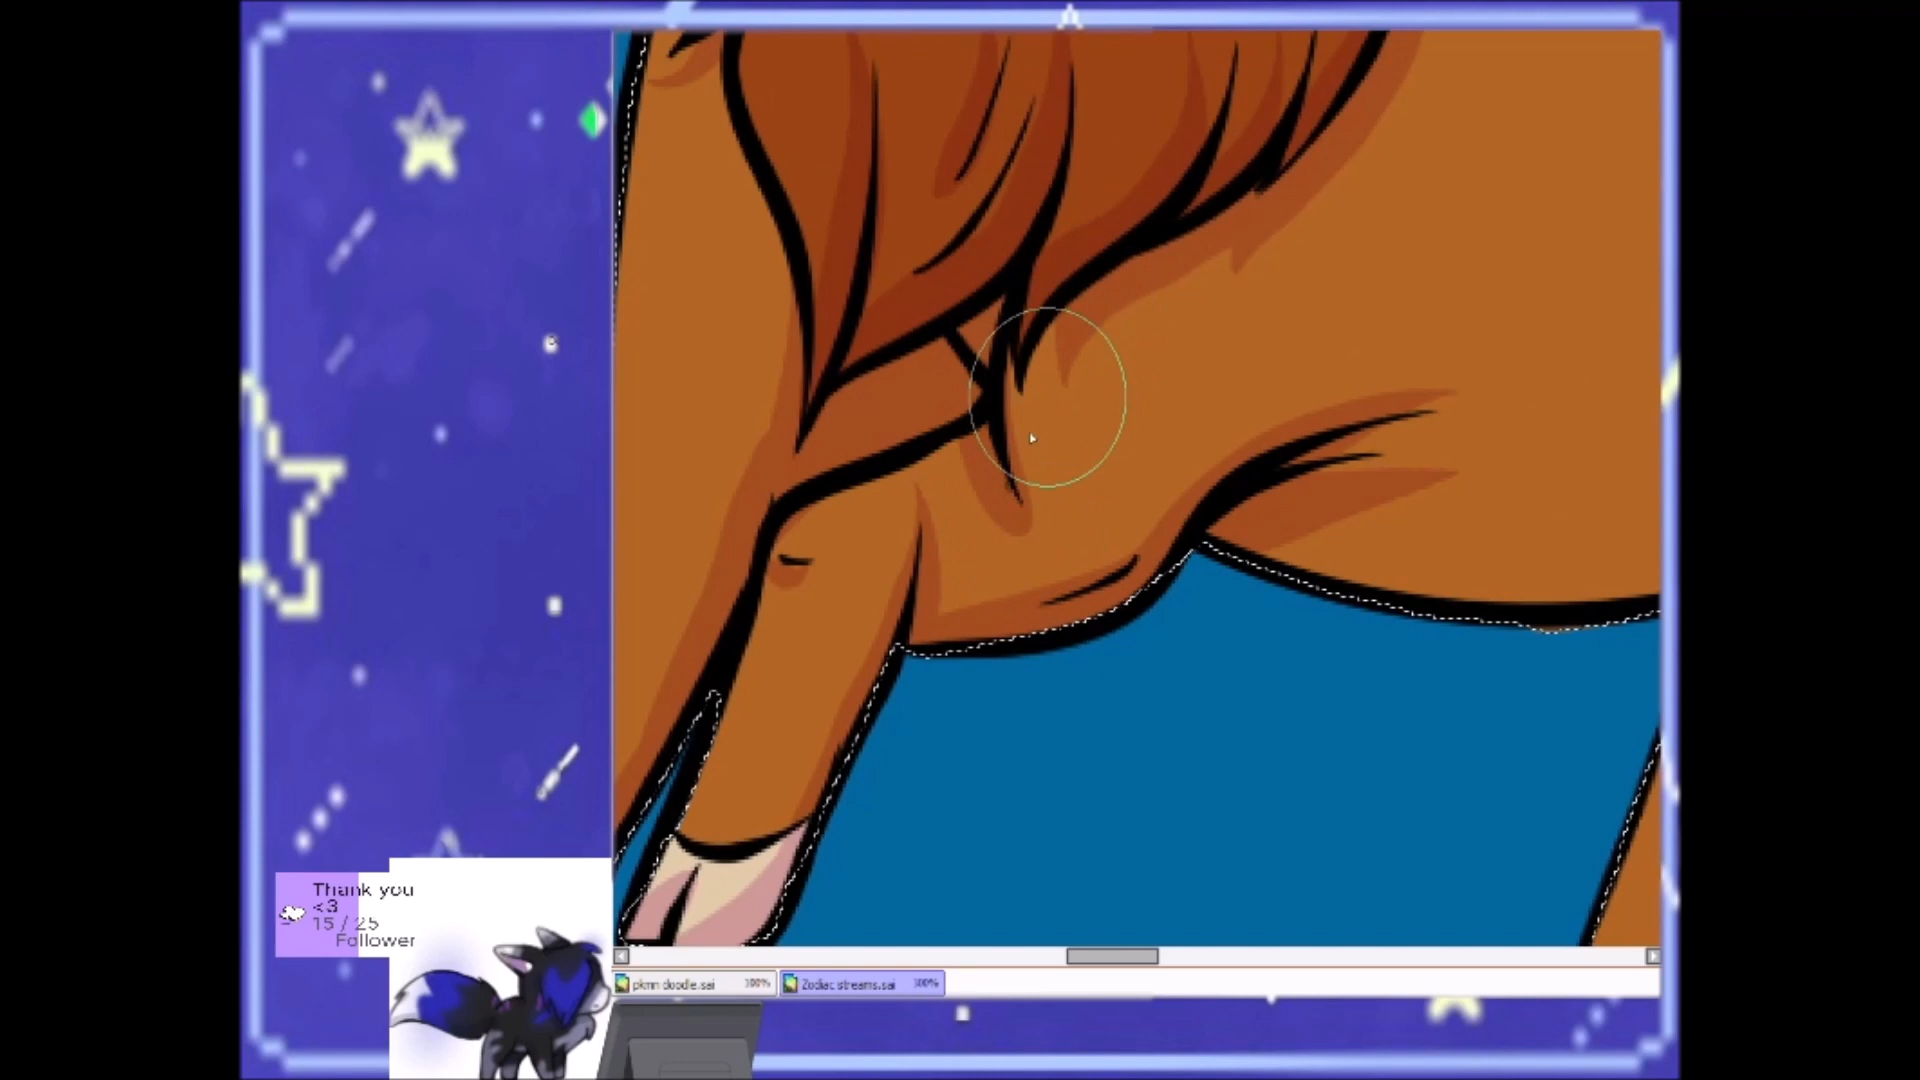 Thank you
<3
15 / 25
Follower
pkmn doodle.sai 100%
Zodiac streams.sai 100%